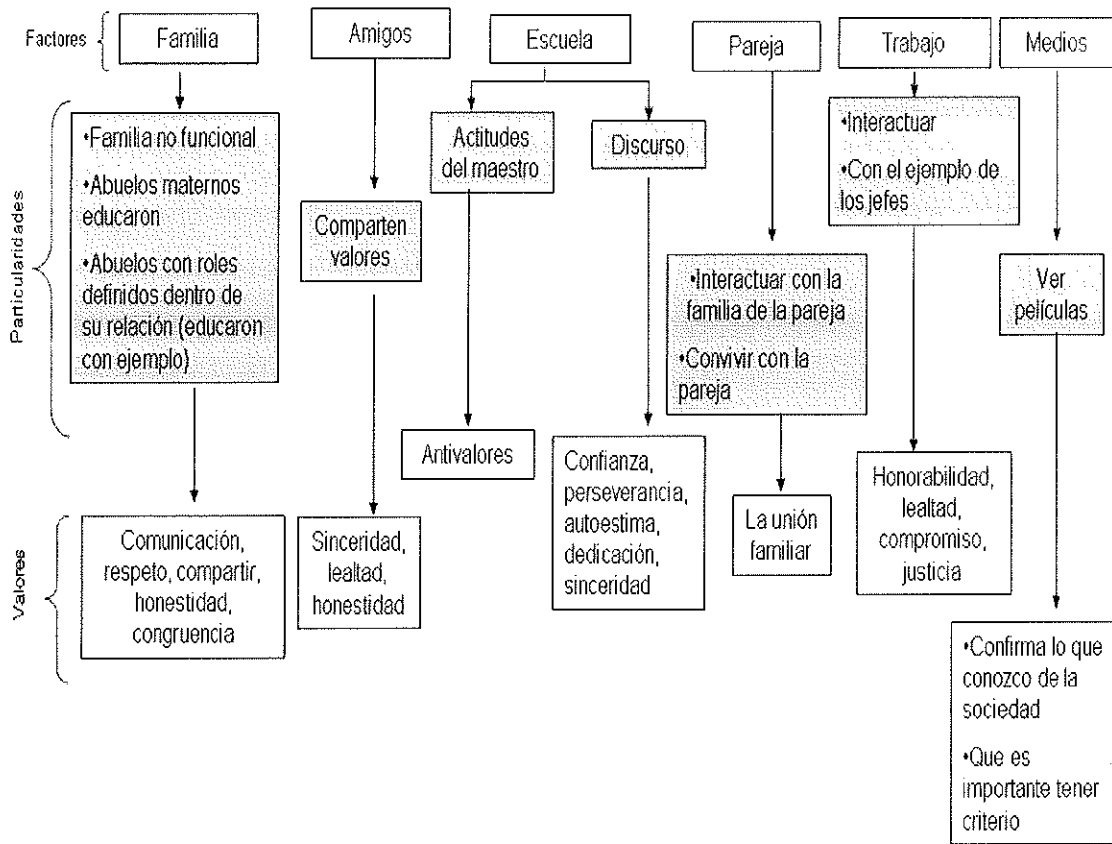 Factores
Familia
Amigos
Escuela
Pareja
Trabajo
Medios
Particularidades
•Familia no funcional
•Abuelos maternos
educaron
•Abuelos con roles
definidos dentro de
su relación (educaron
con ejemplo)
Comparten
valores
Actitudes
del maestro
Discurso
•Interactuar con la
familia de la pareja
•Convivir con la
pareja
•Interactuar
•Con el ejemplo de
los jefes
Ver
películas
Valores
Comunicación,
respeto, compartir,
honestidad,
congruencia
Sinceridad,
lealtad,
honestidad
Antivalores
Confianza,
perseverancia,
autoestima,
dedicación,
sinceridad
La unión
familiar
Honorabilidad,
lealtad,
compromiso,
justicia
•Confirma lo que
conozco de la
sociedad
•Que es
importante tener
criterio